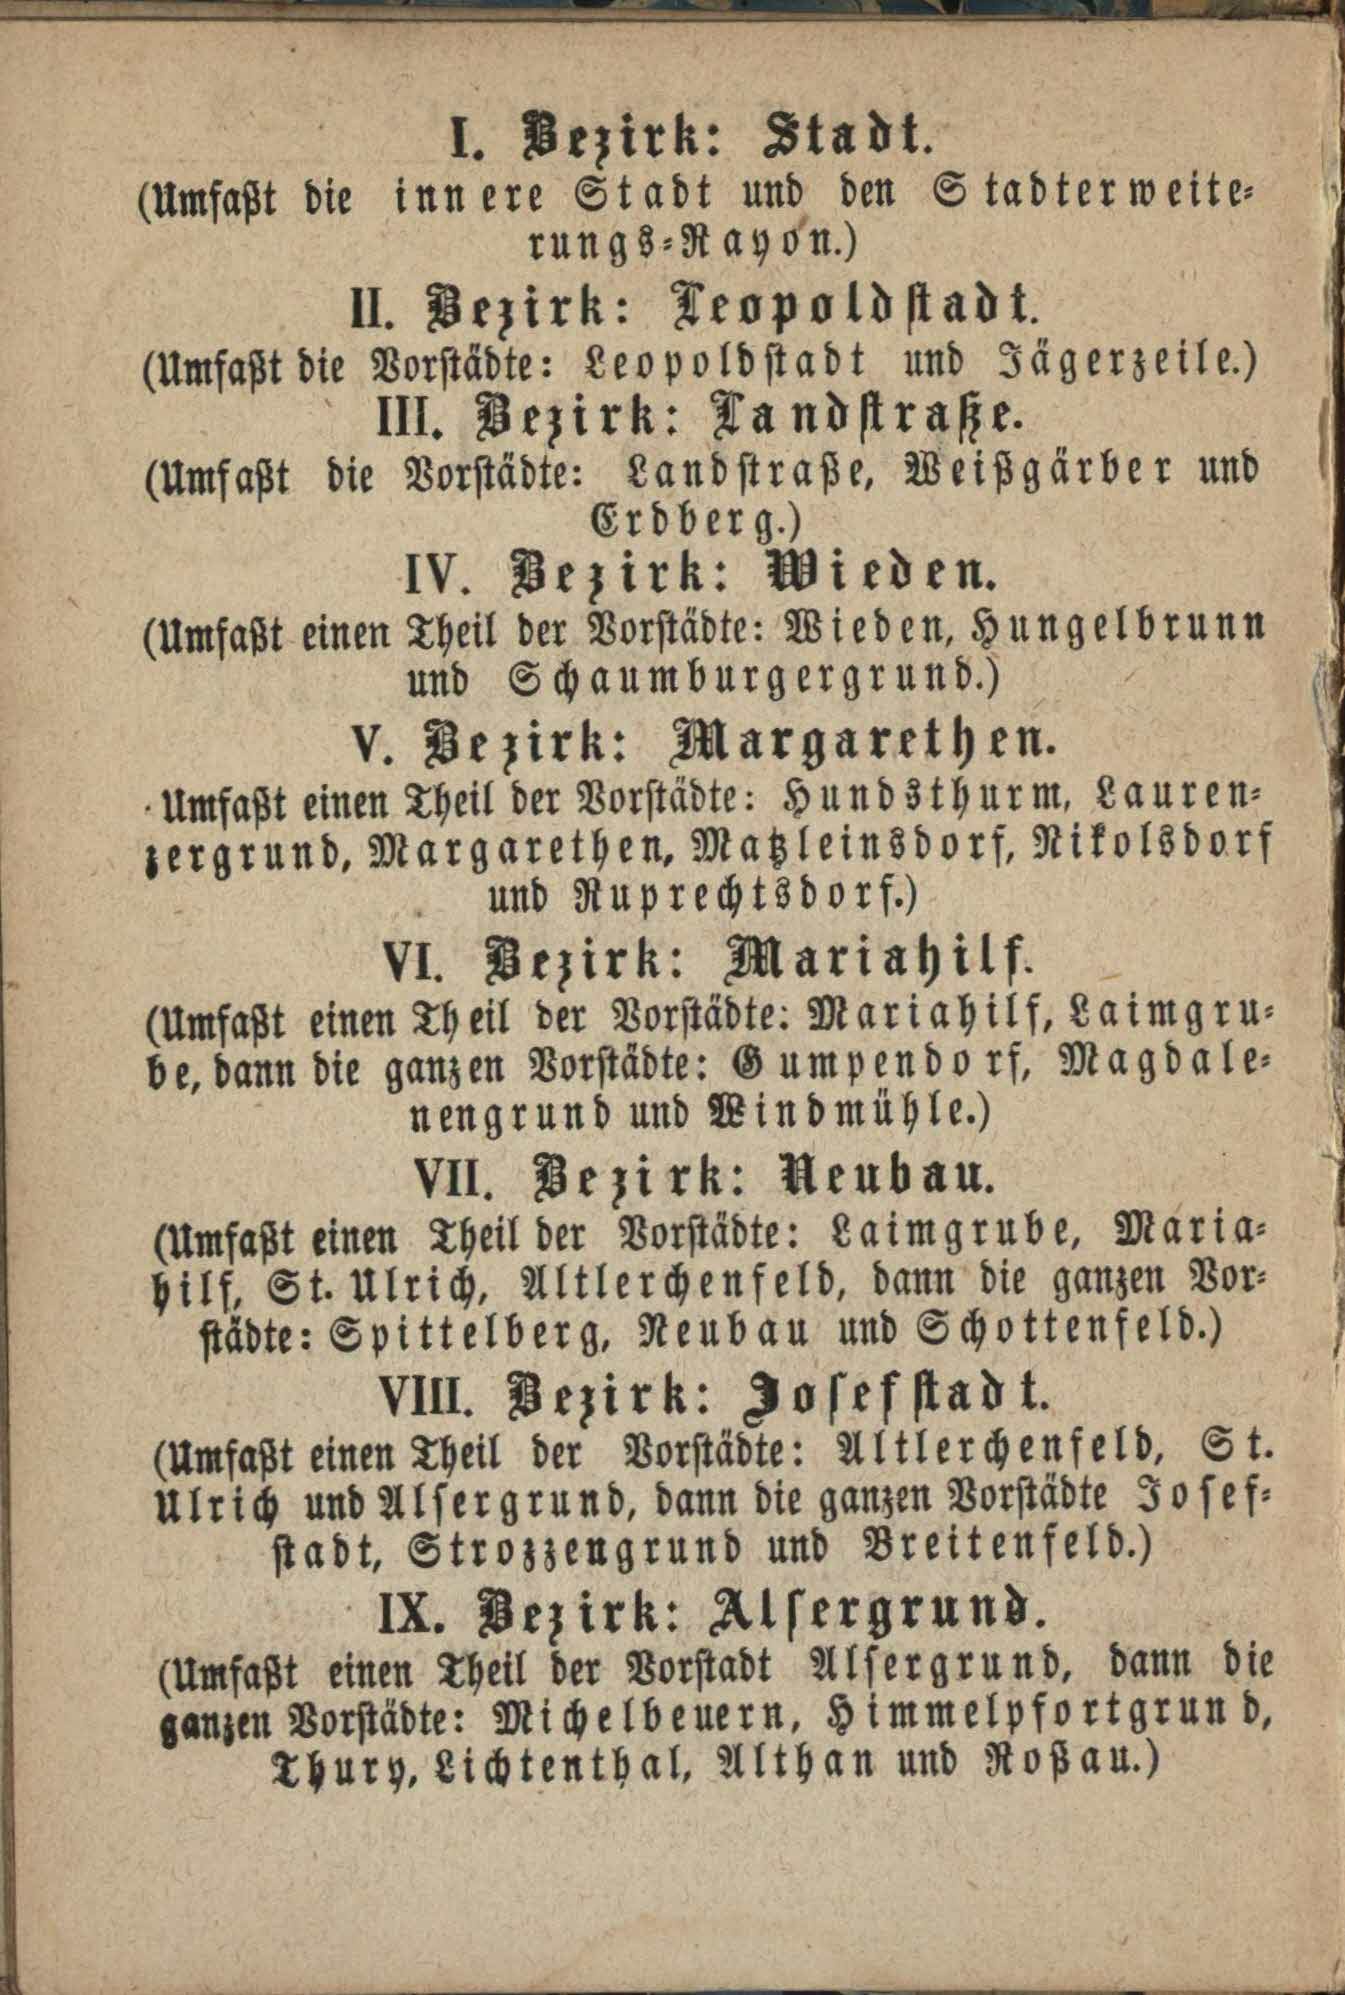 I. Bezirk: Stadt.
(Umfaßt die innere Stadt und den Stadterweite-
rungs-Rayon.)
II. Bezirk: Leopoldstadt.
(Umfaßt die Vorstädte: Leopoldstadt und Jägerzeile.)
III. Bezirk: Landstraße.
(Umfaßt die Vorstädte: Landstraße, Weißgärber und
Erdberg.)
IV. Bezirk: Wieden.
(Umfaßt einen Theil der Vorstädte: Wieden, Hungelbrunn
und Schaumburgergrund.)
V. Bezirk: Margarethen.
Umfaßt einen Theil der Vorstädte: Hundsthurm, Lauren-
zergrund, Margarethen, Matzleinsdorf, Nikolsdorf
und Ruprechtsdorf.)
VI. Bezirk: Mariahilf.
(Umfaßt einen Theil der Vorstädte: Mariahilf, Laimgru-
be, dann die ganzen Vorstädte: Gumpendorf, Magdale-
nengrund und Windmühle.)
VII. Bezirk: Neubau.
(Umfaßt einen Theil der Vorstädte: Laimgrube, Maria-
hilf, St. Ulrich, Altlerchenfeld, dann die ganzen Vor-
städte: Spittelberg, Neubau und Schottenfeld.)
VIII. Bezirk: Josefstadt.
(Umfaßt einen Theil der Vorstädte: Altlerchenfeld, St.
Ulrich und Alsergrund, dann die ganzen Vorstädte Josef-
stadt, Strozzengrund und Breitenfeld.)
IX. Bezirk: Alsergrund.
(Umfaßt einen Theil der Vorstadt Alsergrund, dann die
ganzen Vorstädte: Michelbeuern, Himmelpfortgrund,
Thury, Lichtenthal, Althan und Roßau.)